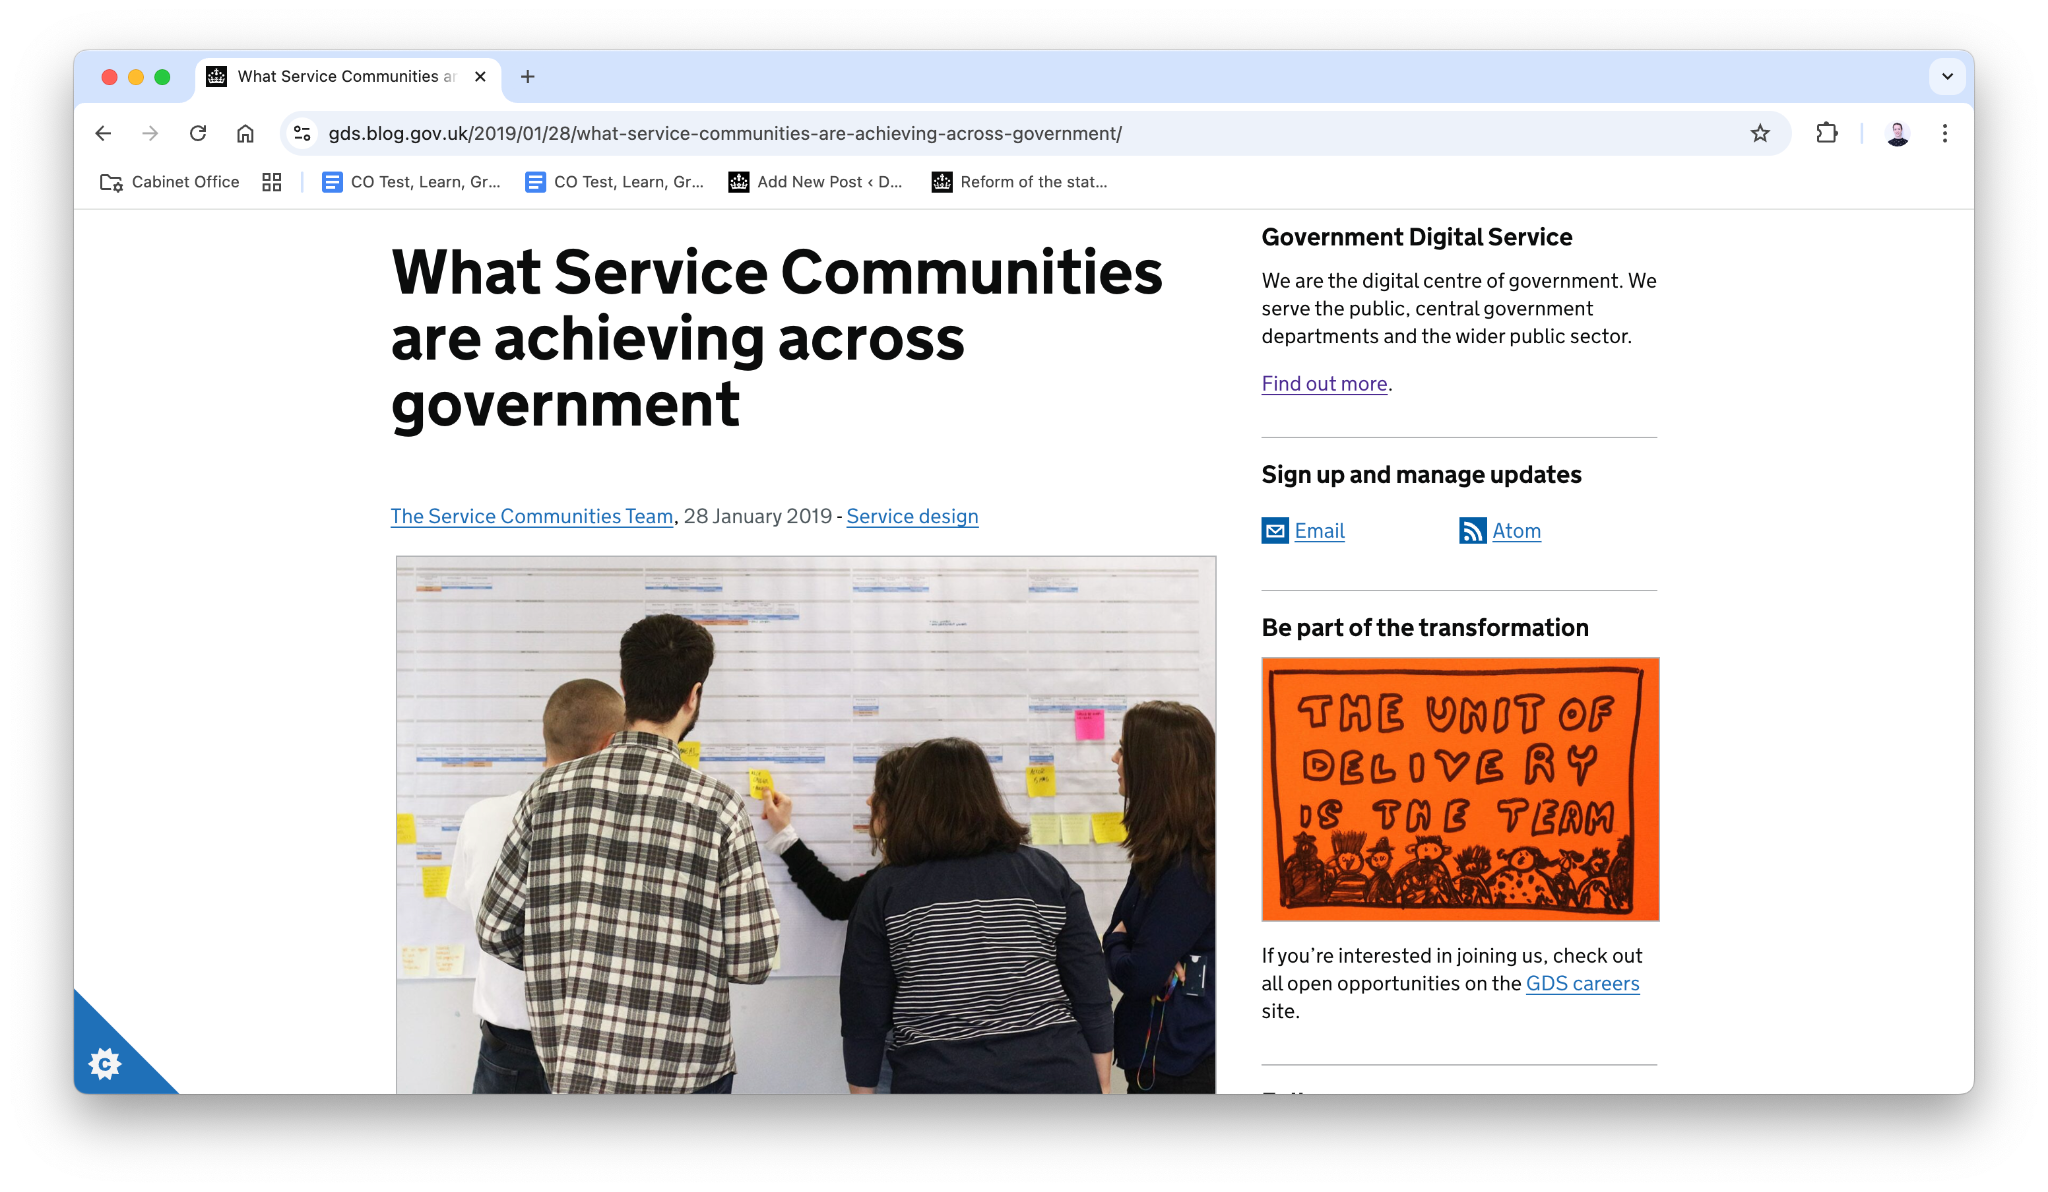 What Service Communities ar
gds.blog.gov.uk/2019/01/28/what-service-communities-are-achieving-across-government/
Cabinet Office
CO Test, Learn, Gr...
CO Test, Learn, Gr...
Add New Post ‹ D...
Reform of the stat...
What Service Communities
are achieving across
government
The Service Communities Team, 28 January 2019 - Service design
Government Digital Service
We are the digital centre of government. We
serve the public, central government
departments and the wider public sector.
Find out more.
Sign up and manage updates
Email
Atom
Be part of the transformation
THE UNIT OF
DELIVERY
IS THE TEAM
If you’re interested in joining us, check out
all open opportunities on the GDS careers
site.